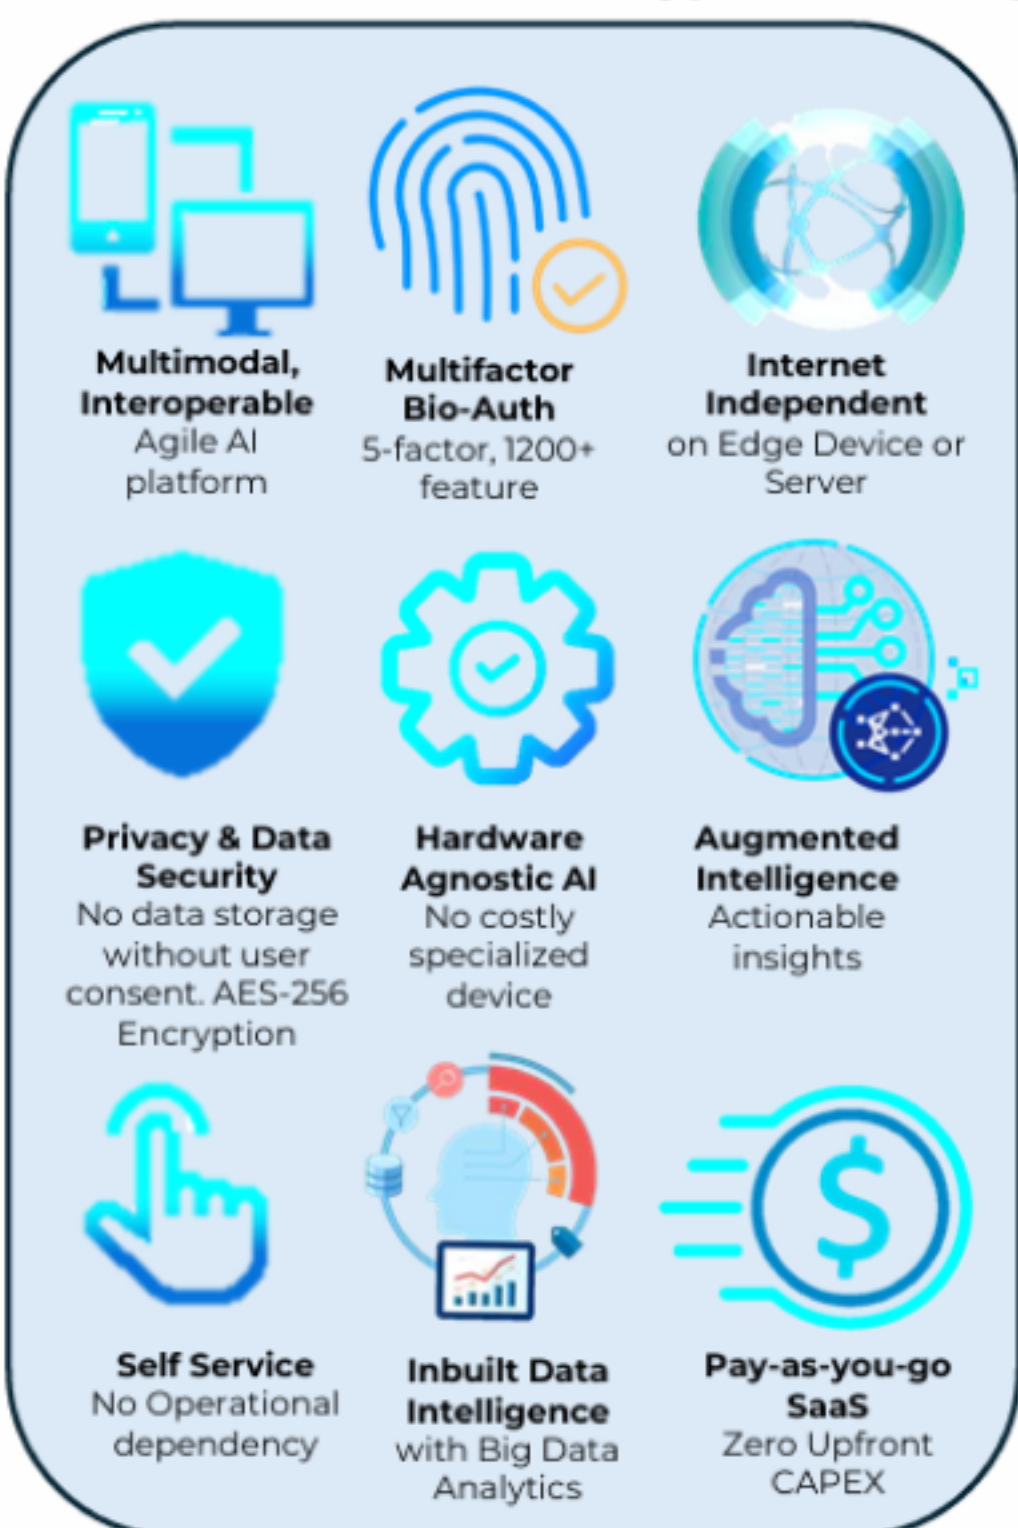 Multimodal,
Interoperable
Agile AI
platform
Multifactor
Bio-Auth
5-factor, 1200+
feature
Internet
Independent
on Edge Device or
Server
Privacy & Data
Security
No data storage
without user
consent. AES-256
Encryption
Hardware
Agnostic AI
No costly
specialized
device
Augmented
Intelligence
Actionable
insights
Self Service
No Operational
dependency
Inbuilt Data
Intelligence
with Big Data
Analytics
$
Pay-as-you-go
SaaS
Zero Upfront
CAPEX